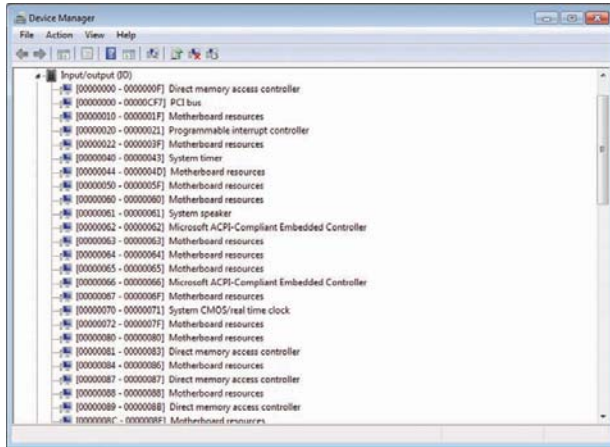 Device Manager
File Action View Help
Input/output (IO)
[00000000 - 0000000F] Direct memory access controller
[00000000 - 00000CF7] PCI bus
[00000010 - 0000001F] Motherboard resources
[00000020 - 00000021] Programmable interrupt controller
[00000022 - 0000003F] Motherboard resources
[00000040 - 00000043] System timer
[00000044 - 0000004D] Motherboard resources
[00000050 - 0000005F] Motherboard resources
[00000060 - 00000060] Motherboard resources
[00000061 - 00000061] System speaker
[00000062 - 00000062] Microsoft ACPI-Compliant Embedded Controller
[00000063 - 00000063] Motherboard resources
[00000064 - 00000064] Motherboard resources
[00000065 - 00000065] Motherboard resources
[00000066 - 00000066] Microsoft ACPI-Compliant Embedded Controller
[00000067 - 0000006F] Motherboard resources
[00000070 - 00000071] System CMOS/real time clock
[00000072 - 0000007F] Motherboard resources
[00000080 - 00000080] Motherboard resources
[00000081 - 00000083] Direct memory access controller
[00000084 - 00000086] Motherboard resources
[00000087 - 00000087] Direct memory access controller
[00000088 - 00000088] Motherboard resources
[00000089 - 0000008B] Direct memory access controller
[0000008C - 0000008E] Motherboard resources